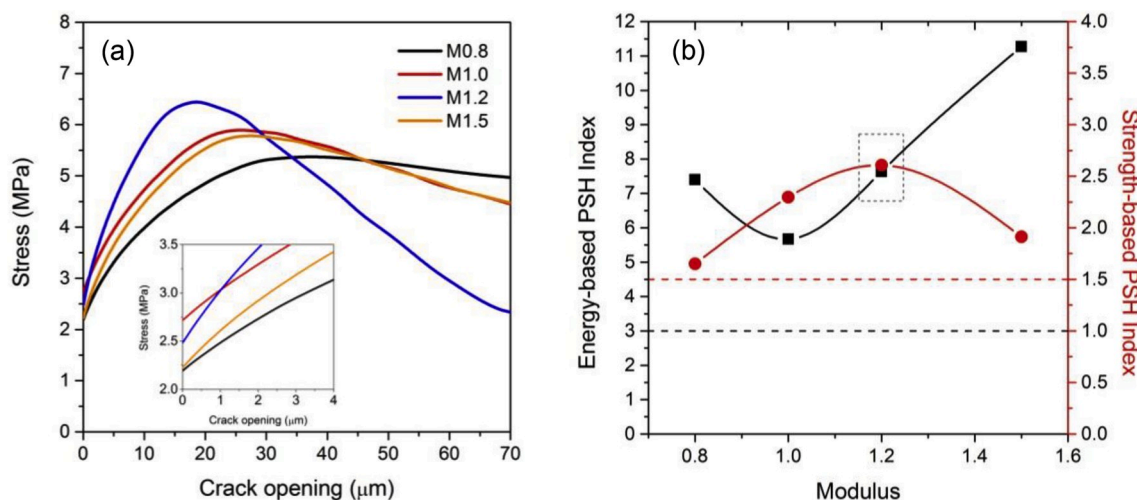 (a)
M0.8
M1.0
M1.2
M1.5
8
7
6
5
4
3
2
1
0
Stress (MPa)
0 10 20 30 40 50 60 70
Crack opening (μm)
3.5
3.0
2.5
2.0
Stress (MPa)
0 1 2 3 4
Crack opening (μm)
(b)
12
11
10
9
8
7
6
5
4
3
2
1
0
Energy-based PSH Index
4.0
3.5
3.0
2.5
2.0
1.5
1.0
0.5
0.0
Strength-based PSH Index
0.8 1.0 1.2 1.4 1.6
Modulus